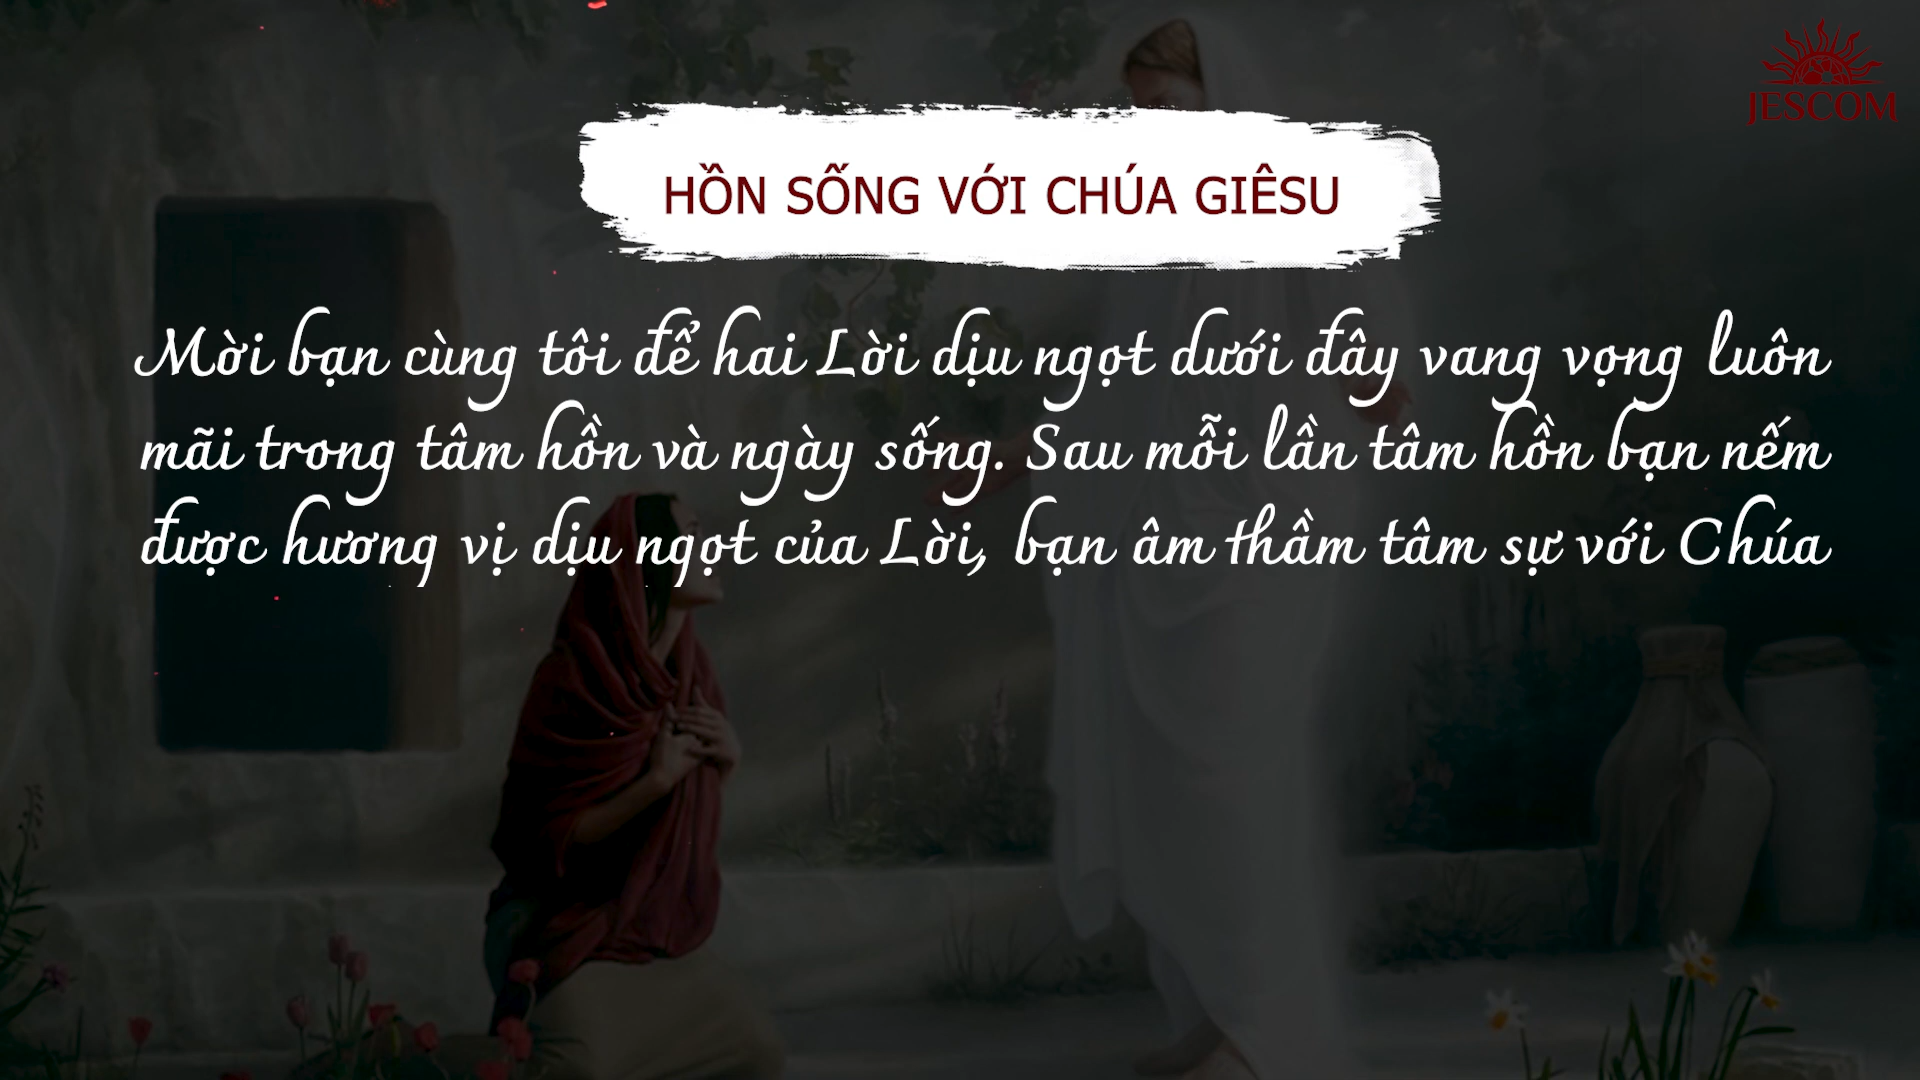 JESCOM
HỒN SỐNG VỚI CHÚA GIÊSU
Mời bạn cùng tôi để hai Lời dịu ngọt dưới đây vang vọng luôn
mãi trong tâm hồn và ngày sống. Sau mỗi lần tâm hồn bạn nếm
được hương vị dịu ngọt của Lời, bạn âm thầm tâm sự với Chúa